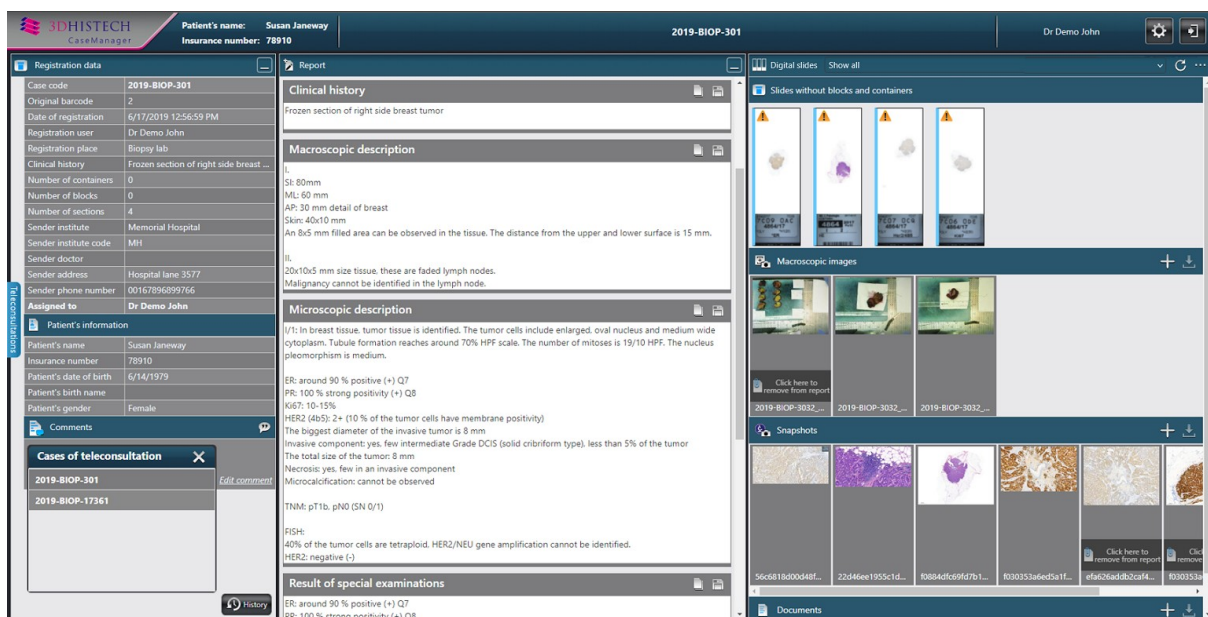 3DHISTECH
CaseManager
Patient's name: Susan Janeway
Insurance number: 78910
2019-BIOP-301
Dr Demo John
Registration data
Case code 2019-BIOP-301
Original barcode 2
Date of registration 6/17/2019 12:56:59 PM
Registration user Dr Demo John
Registration place Biopsy lab
Clinical history Frozen section of right side breast ...
Number of containers 0
Number of blocks 0
Number of sections 4
Sender institute Memorial Hospital
Sender institute code MH
Sender doctor
Sender address Hospital lane 3577
Sender phone number 00167896899766
Assigned to Dr Demo John
Teleconsultations
Patient's information
Patient's name Susan Janeway
Insurance number 78910
Patient's date of birth 6/14/1979
Patient's birth name
Patient's gender Female
Comments
Edit comment
Cases of teleconsultation
2019-BIOP-301
2019-BIOP-17361
History
Report
Clinical history
Frozen section of right side breast tumor
Macroscopic description
I.
SI: 80mm
ML: 60 mm
AP: 30 mm detail of breast
Skin: 40x10 mm
An 8x5 mm filled area can be observed in the tissue. The distance from the upper and lower surface is 15 mm.
II.
20x10x5 mm size tissue, these are faded lymph nodes.
Malignancy cannot be identified in the lymph node.
Microscopic description
I/1: In breast tissue, tumor tissue is identified. The tumor cells include enlarged, oval nucleus and medium wide
cytoplasm. Tubule formation reaches around 70% HPF scale. The number of mitoses is 19/10 HPF. The nucleus
pleomorphism is medium.
ER: around 90 % positive (+) Q7
PR: 100 % strong positivity (+) Q8
Ki67: 10-15%
HER2 (4b5): 2+ (10 % of the tumor cells have membrane positivity)
The biggest diameter of the invasive tumor is 8 mm
Invasive component: yes, few intermediate Grade DCIS (solid cribriform type), less than 5% of the tumor
The total size of the tumor: 8 mm
Necrosis: yes, few in an invasive component
Microcalcification: cannot be observed
TNM: pT1b, pN0 (SN 0/1)
FISH:
40% of the tumor cells are tetraploid. HER2/NEU gene amplification cannot be identified.
HER2: negative (-)
Result of special examinations
ER: around 90 % positive (+) Q7
PR: 100 % strong positivity (+) Q8
Digital slides Show all
Slides without blocks and containers
Macroscopic images
Click here to
remove from report
2019-BIOP-3032_... 2019-BIOP-3032_... 2019-BIOP-3032_...
Snapshots
Click here to
remove from report
56c6818d00d48f... 22d46ee1955c1d... f0884dfc69fd7b1... f030353a6ed5a1f... efa626addb2caf4... f030353a
Documents